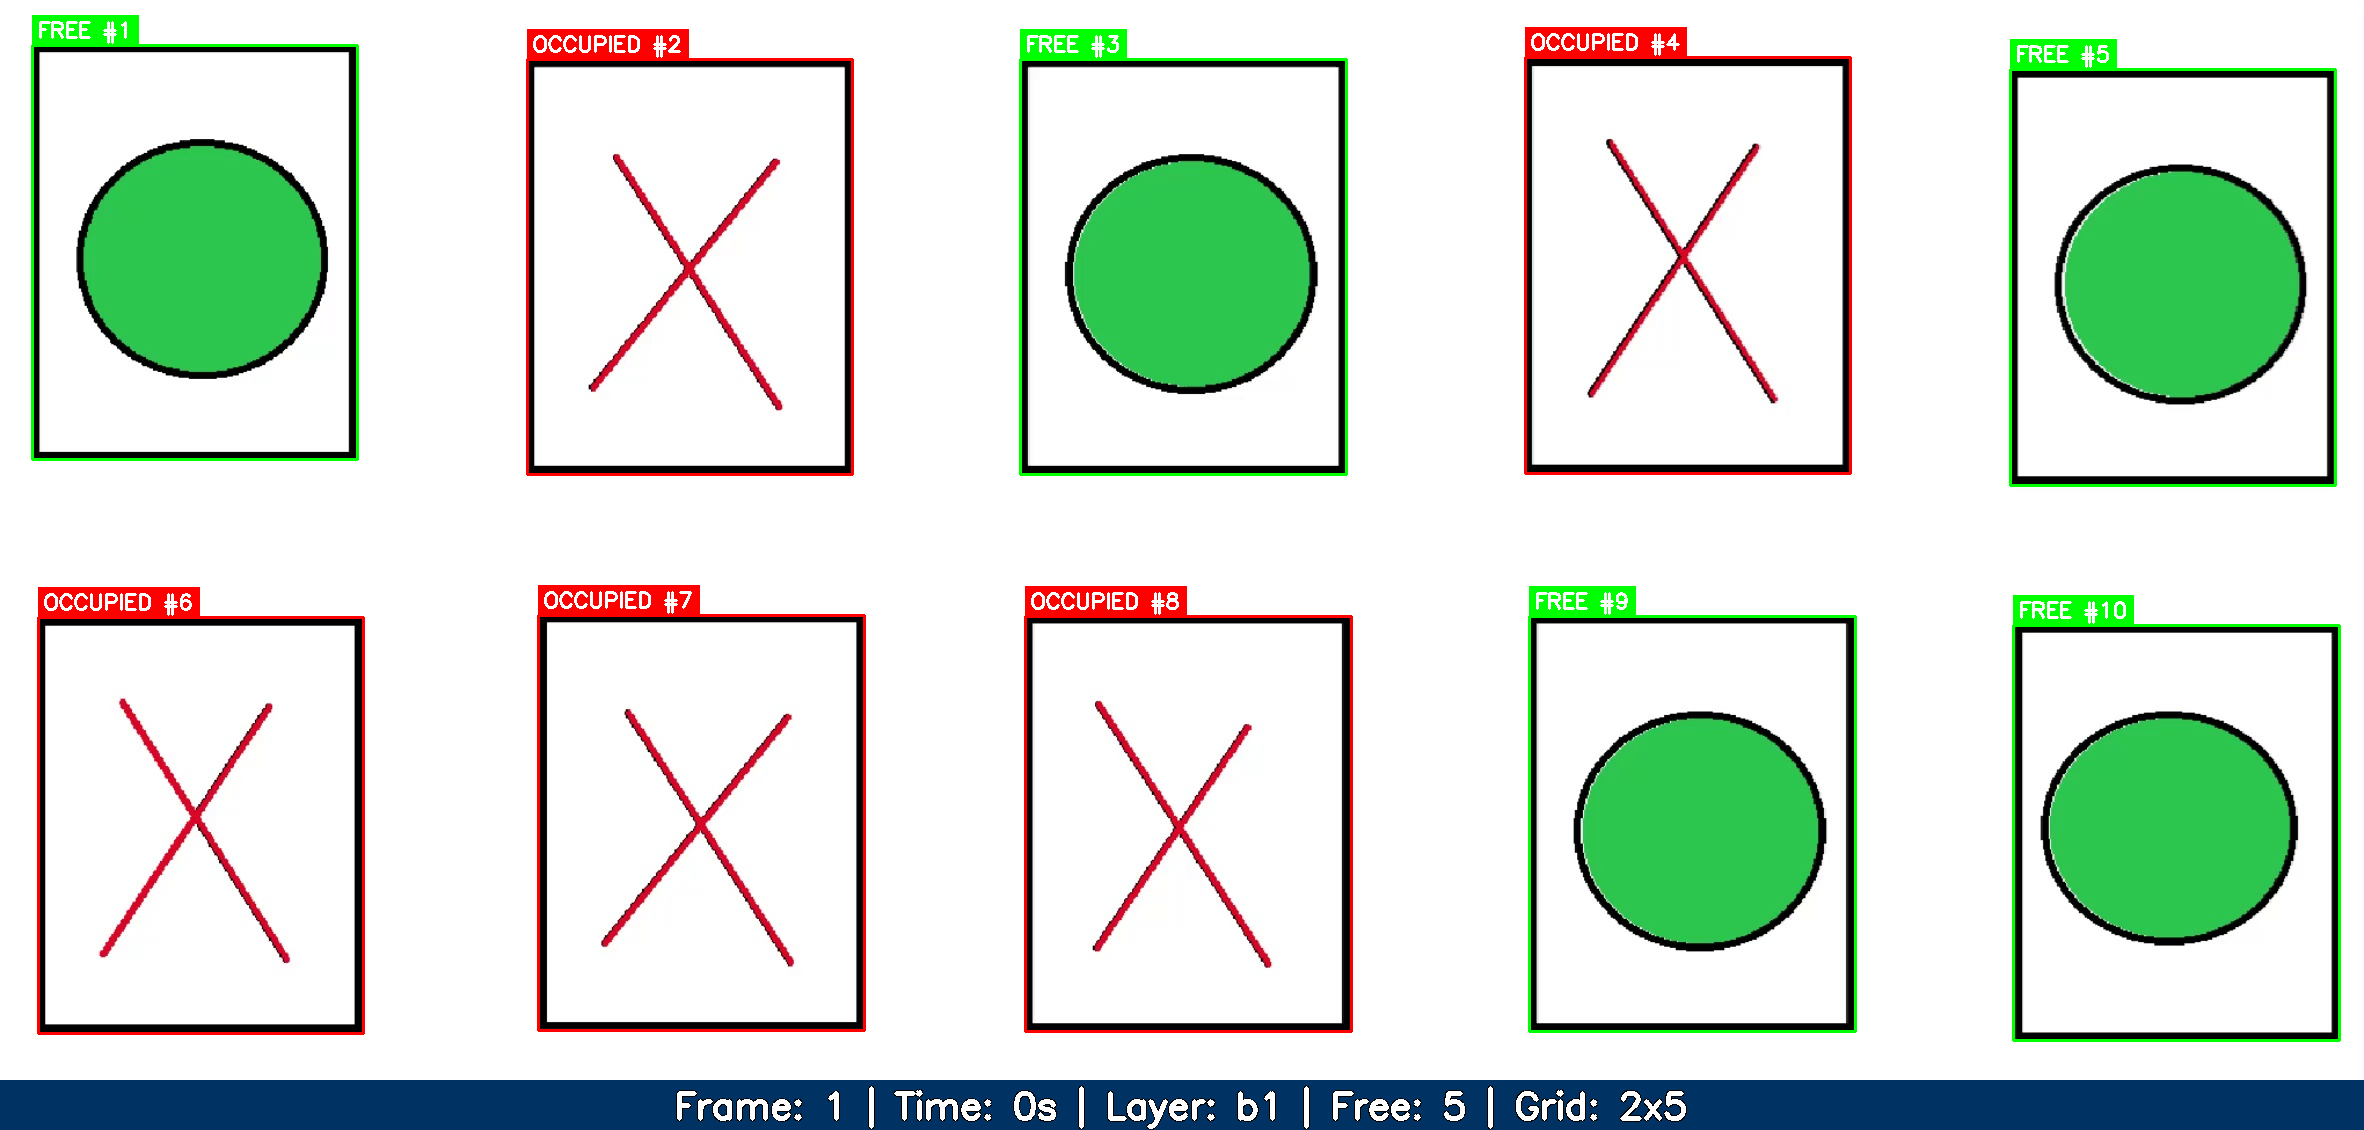 FREE #1
OCCUPIED #2
FREE #3
OCCUPIED #4
FREE #5
OCCUPIED #6
OCCUPIED #7
OCCUPIED #8
FREE #9
FREE #10
Frame: 1 | Time: 0s | Layer: b1 | Free: 5 | Grid: 2x5